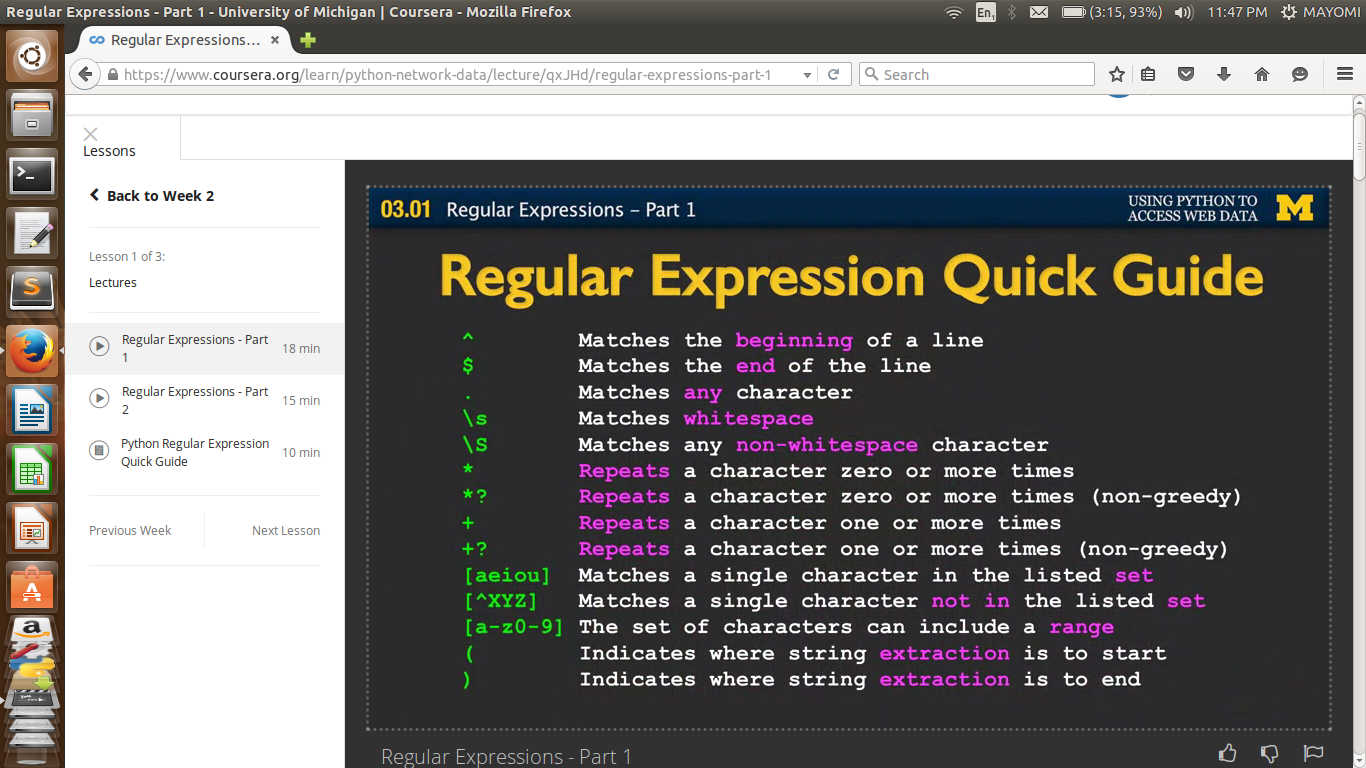 Regular Expressions - Part 1 - University of Michigan | Coursera - Mozilla Firefox
En1
(3:15, 93%)
11:47 PM
MAYOMI
Regular Expressions…
https://www.coursera.org/learn/python-network-data/lecture/qxJHd/regular-expressions-part-1
Search
Lessons
Back to Week 2
Lesson 1 of 3:
Lectures
Regular Expressions - Part
1
18 min
Regular Expressions - Part
2
15 min
Python Regular Expression
Quick Guide
10 min
Previous Week
Next Lesson
03.01 Regular Expressions – Part 1
USING PYTHON TO
ACCESS WEB DATA
M
Regular Expression Quick Guide
^ Matches the beginning of a line
$ Matches the end of the line
. Matches any character
\s Matches whitespace
\S Matches any non-whitespace character
* Repeats a character zero or more times
*? Repeats a character zero or more times (non-greedy)
+ Repeats a character one or more times
+? Repeats a character one or more times (non-greedy)
[aeiou] Matches a single character in the listed set
[^XYZ] Matches a single character not in the listed set
[a-z0-9] The set of characters can include a range
( Indicates where string extraction is to start
) Indicates where string extraction is to end
Regular Expressions - Part 1